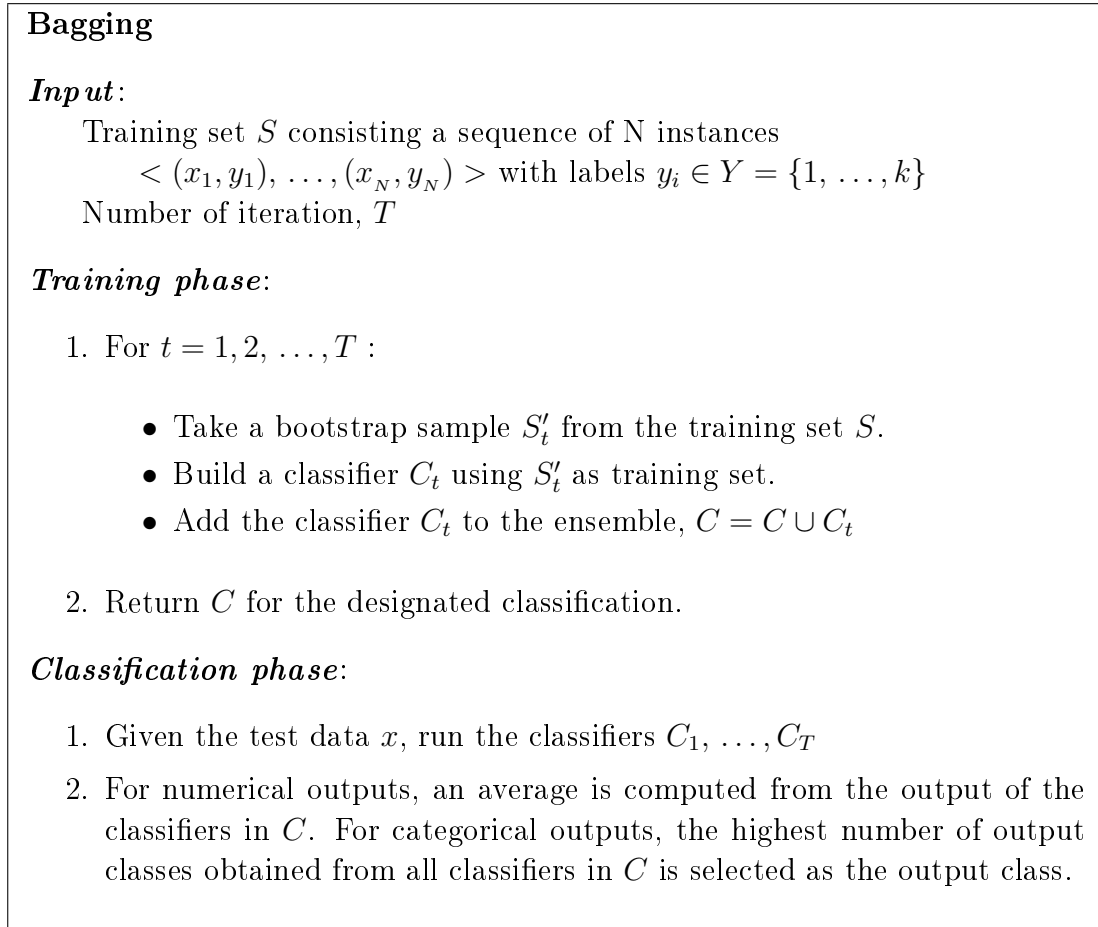 Bagging
Input:
Training set S consisting a sequence of N instances
< (x₁, y₁), …, (x_N, y_N) > with labels yᵢ ∈ Y = {1, …, k}
Number of iteration, T
Training phase:
1. For t = 1, 2, …, T :
• Take a bootstrap sample S′ₜ from the training set S.
• Build a classifier Cₜ using S′ₜ as training set.
• Add the classifier Cₜ to the ensemble, C = C ∪ Cₜ
2. Return C for the designated classification.
Classification phase:
1. Given the test data x, run the classifiers C₁, …, C_T
2. For numerical outputs, an average is computed from the output of the
classifiers in C. For categorical outputs, the highest number of output
classes obtained from all classifiers in C is selected as the output class.